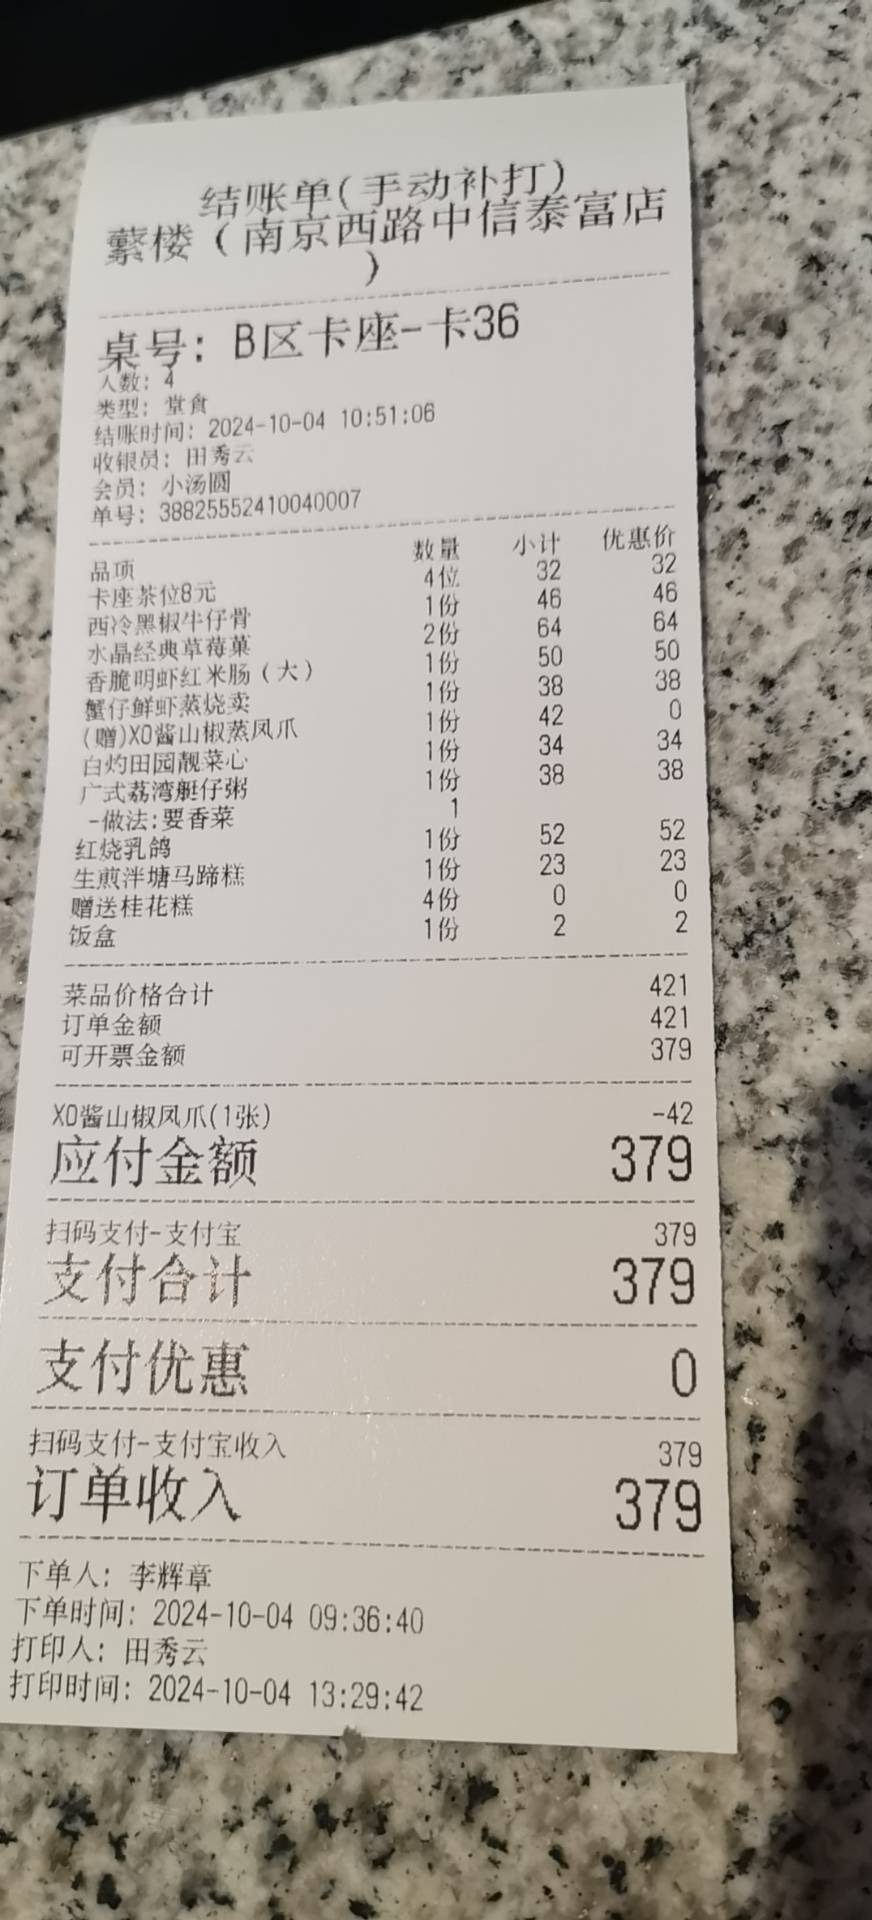 结账单(手动补打)
蘩楼（南京西路中信泰富店
）
桌号: B区卡座-卡36
人数: 4
类型: 堂食
结账时间: 2024-10-04 10:51:06
收银员: 田秀云
会员: 小汤圆
单号: 38825552410040007
品项 数量 小计 优惠价
卡座茶位8元 4位 32 32
西冷黑椒牛仔骨 1份 46 46
水晶经典草莓菓 2份 64 64
香脆明虾红米肠（大） 1份 50 50
蟹仔鲜虾蒸烧卖 1份 38 38
(赠)XO酱山椒蒸凤爪 1份 42 0
白灼田园靓菜心 1份 34 34
广式荔湾艇仔粥 1份 38 38
-做法:要香菜 1
红烧乳鸽 1份 52 52
生煎泮塘马蹄糕 1份 23 23
赠送桂花糕 4份 0 0
饭盒 1份 2 2
菜品价格合计 421
订单金额 421
可开票金额 379
XO酱山椒凤爪(1张) -42
应付金额 379
扫码支付-支付宝 379
支付合计 379
支付优惠 0
扫码支付-支付宝收入 379
订单收入 379
下单人: 李辉章
下单时间: 2024-10-04 09:36:40
打印人: 田秀云
打印时间: 2024-10-04 13:29:42